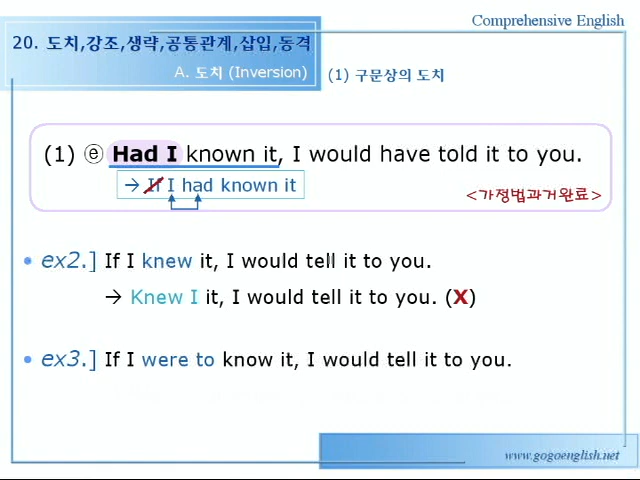 Comprehensive English
20. 도치,강조,생략,공통관계,삽입,동격
A. 도치 (Inversion)
(1) 구문상의 도치
(1) ⓔ Had I known it, I would have told it to you.
→ If I had known it
<가정법과거완료>
• ex2.] If I knew it, I would tell it to you.
→ Knew I it, I would tell it to you. (X)
• ex3.] If I were to know it, I would tell it to you.
www.gogoenglish.net